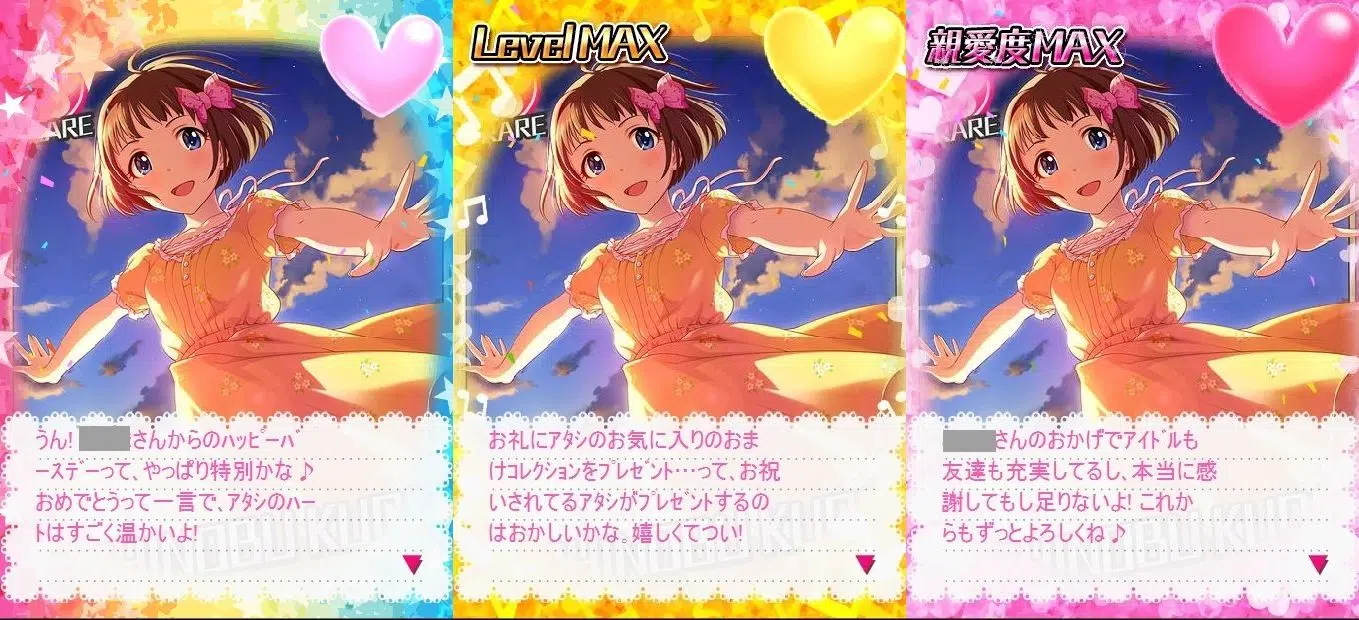 RARE
うん! さんからのﾊｯﾋﾟｰﾊﾞ
ｰｽﾃﾞｰって、やっぱり特別かな♪
おめでとうって一言で、ｱﾀｼのﾊｰ
ﾄはすごく温かいよ!
Level MAX
RARE
お礼にｱﾀｼのお気に入りのおま
けｺﾚｸｼｮﾝをﾌﾟﾚｾﾞﾝﾄ…って、お祝
いされてるｱﾀｼがﾌﾟﾚｾﾞﾝﾄするの
はおかしいかな。嬉しくてつい!
親愛度MAX
RARE
さんのおかげでｱｲﾄﾞﾙも
友達も充実してるし、本当に感
謝してもし足りないよ! これか
らもずっとよろしくね♪